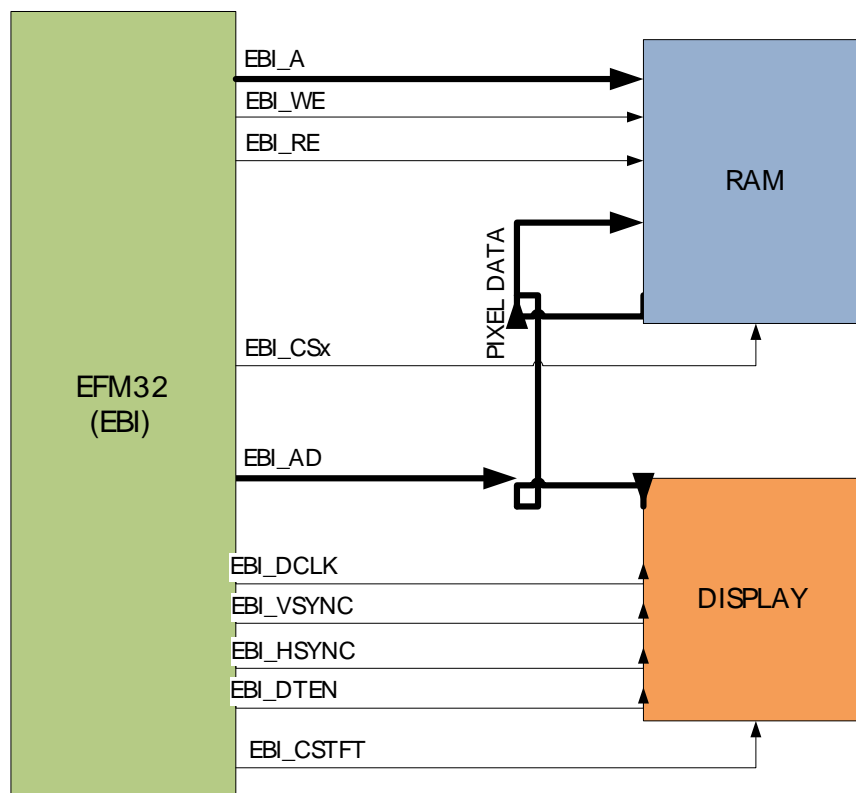 EBI_A
EBI_WE
EBI_RE
RAM
PIXEL DATA
EBI_CSx
EFM32
(EBI)
EBI_AD
EBI_DCLK
EBI_VSYNC
DISPLAY
EBI_HSYNC
EBI_DTEN
EBI_CSTFT